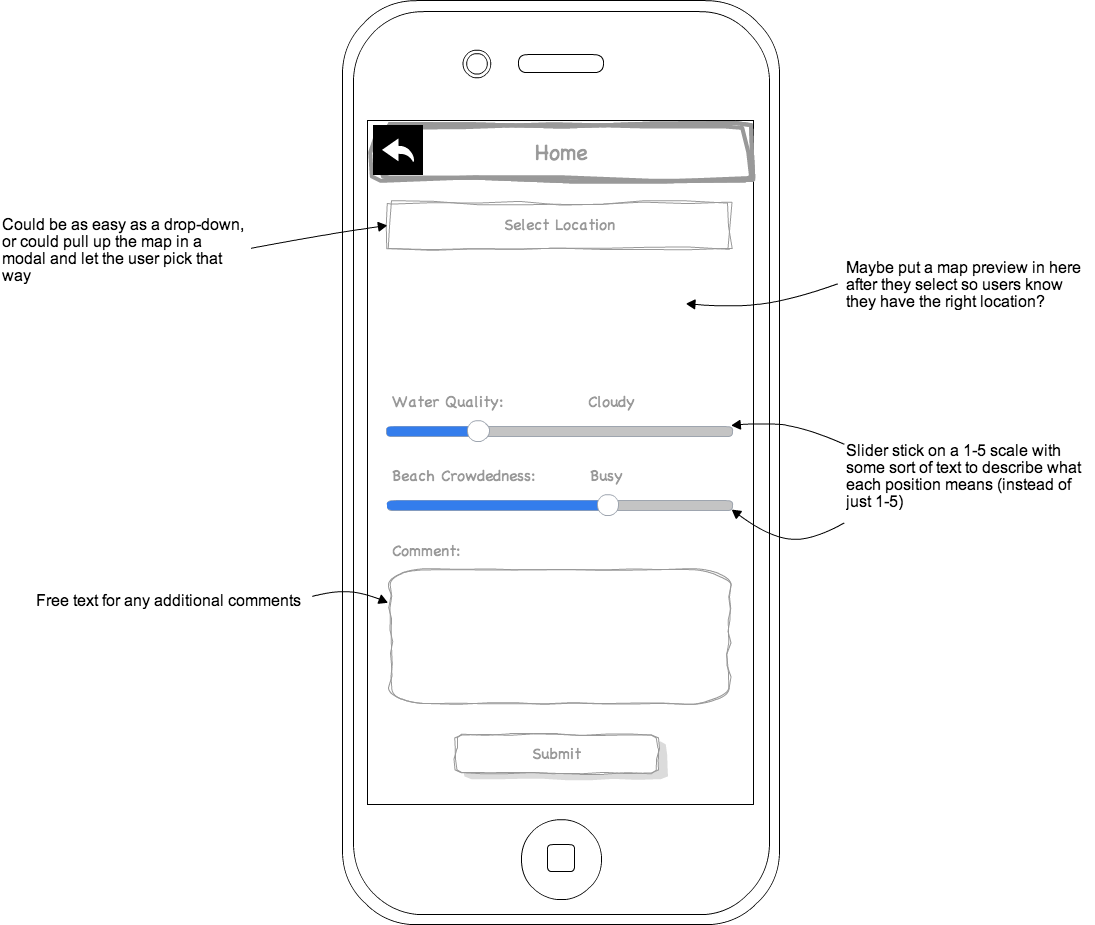 Home
Select Location
Could be as easy as a drop-down,
or could pull up the map in a
modal and let the user pick that
way
Maybe put a map preview in here
after they select so users know
they have the right location?
Water Quality: Cloudy
Beach Crowdedness: Busy
Slider stick on a 1-5 scale with
some sort of text to describe what
each position means (instead of
just 1-5)
Comment:
Free text for any additional comments
Submit